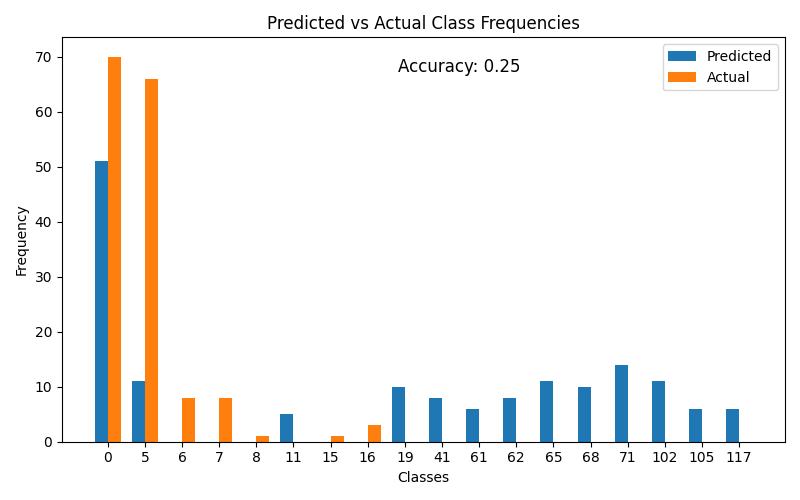 Predicted vs Actual Class Frequencies
Accuracy: 0.25
Predicted
Actual
70
60
50
40
30
20
10
0
Frequency
0 5 6 7 8 11 15 16 19 41 61 62 65 68 71 102 105 117
Classes